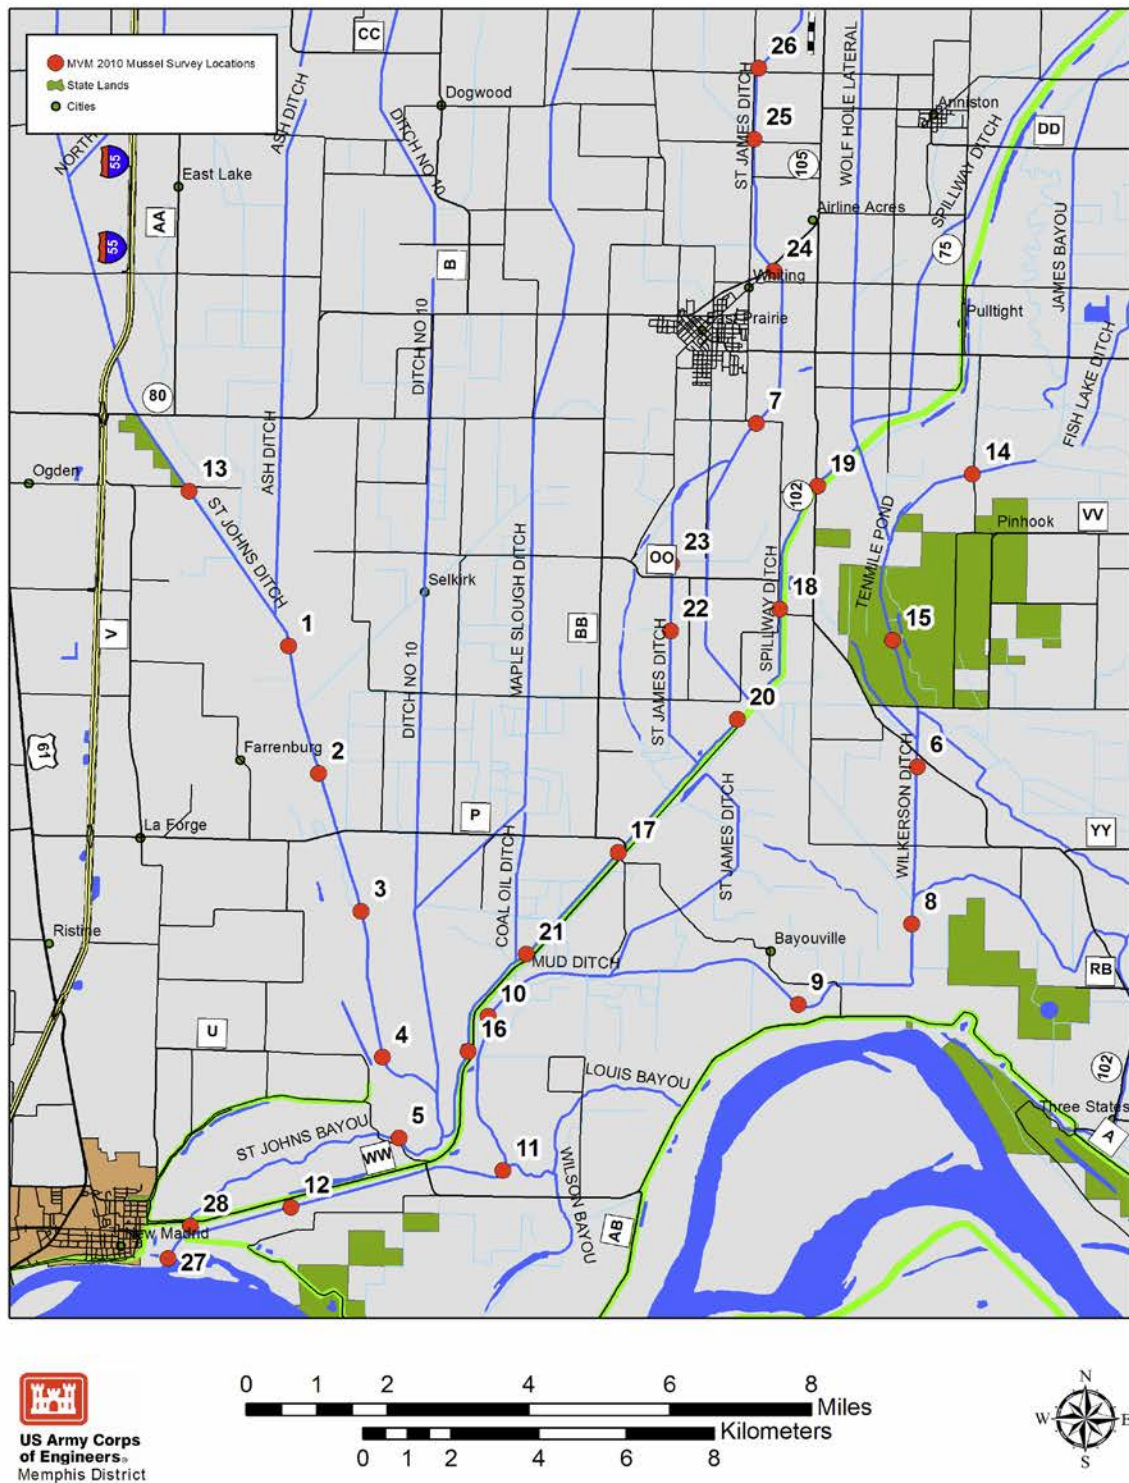 CC
26
MVM 2010 Mussel Survey Locations
State Lands
Cities
Dogwood
ASH DITCH
DITCH NO 10
NORTH
55
East Lake
AA
55
B
ST JAMES DITCH
25
105
WOLF HOLE LATERAL
Anniston
DD
SPILLWAY DITCH
Airline Acres
75
JAMES BAYOU
24
Whiting
East Prairie
Pulltight
FISH LAKE DITCH
DITCH NO 10
80
7
Ogden
13
ASH DITCH
ST JOHNS DITCH
19
14
102
Pinhook
VV
MAPLE SLOUGH DITCH
23
OO
TENMILE POND
Selkirk
18
22
BB
SPILLWAY DITCH
V
1
15
ST JAMES DITCH
DITCH NO 10
20
61
Farrenburg
2
6
WILKERSON DITCH
P
La Forge
17
YY
ST JAMES DITCH
COAL OIL DITCH
3
8
Ristine
21
MUD DITCH
Bayouville
RB
10
9
U
4
16
LOUIS BAYOU
102
Three States
A
5
ST JOHNS BAYOU
WW
11
WILSON BAYOU
12
28
AB
New Madrid
27
0 1 2 4 6 8
Miles
Kilometers
0 1 2 4 6 8
N
W E
S
US Army Corps
of Engineers®
Memphis District